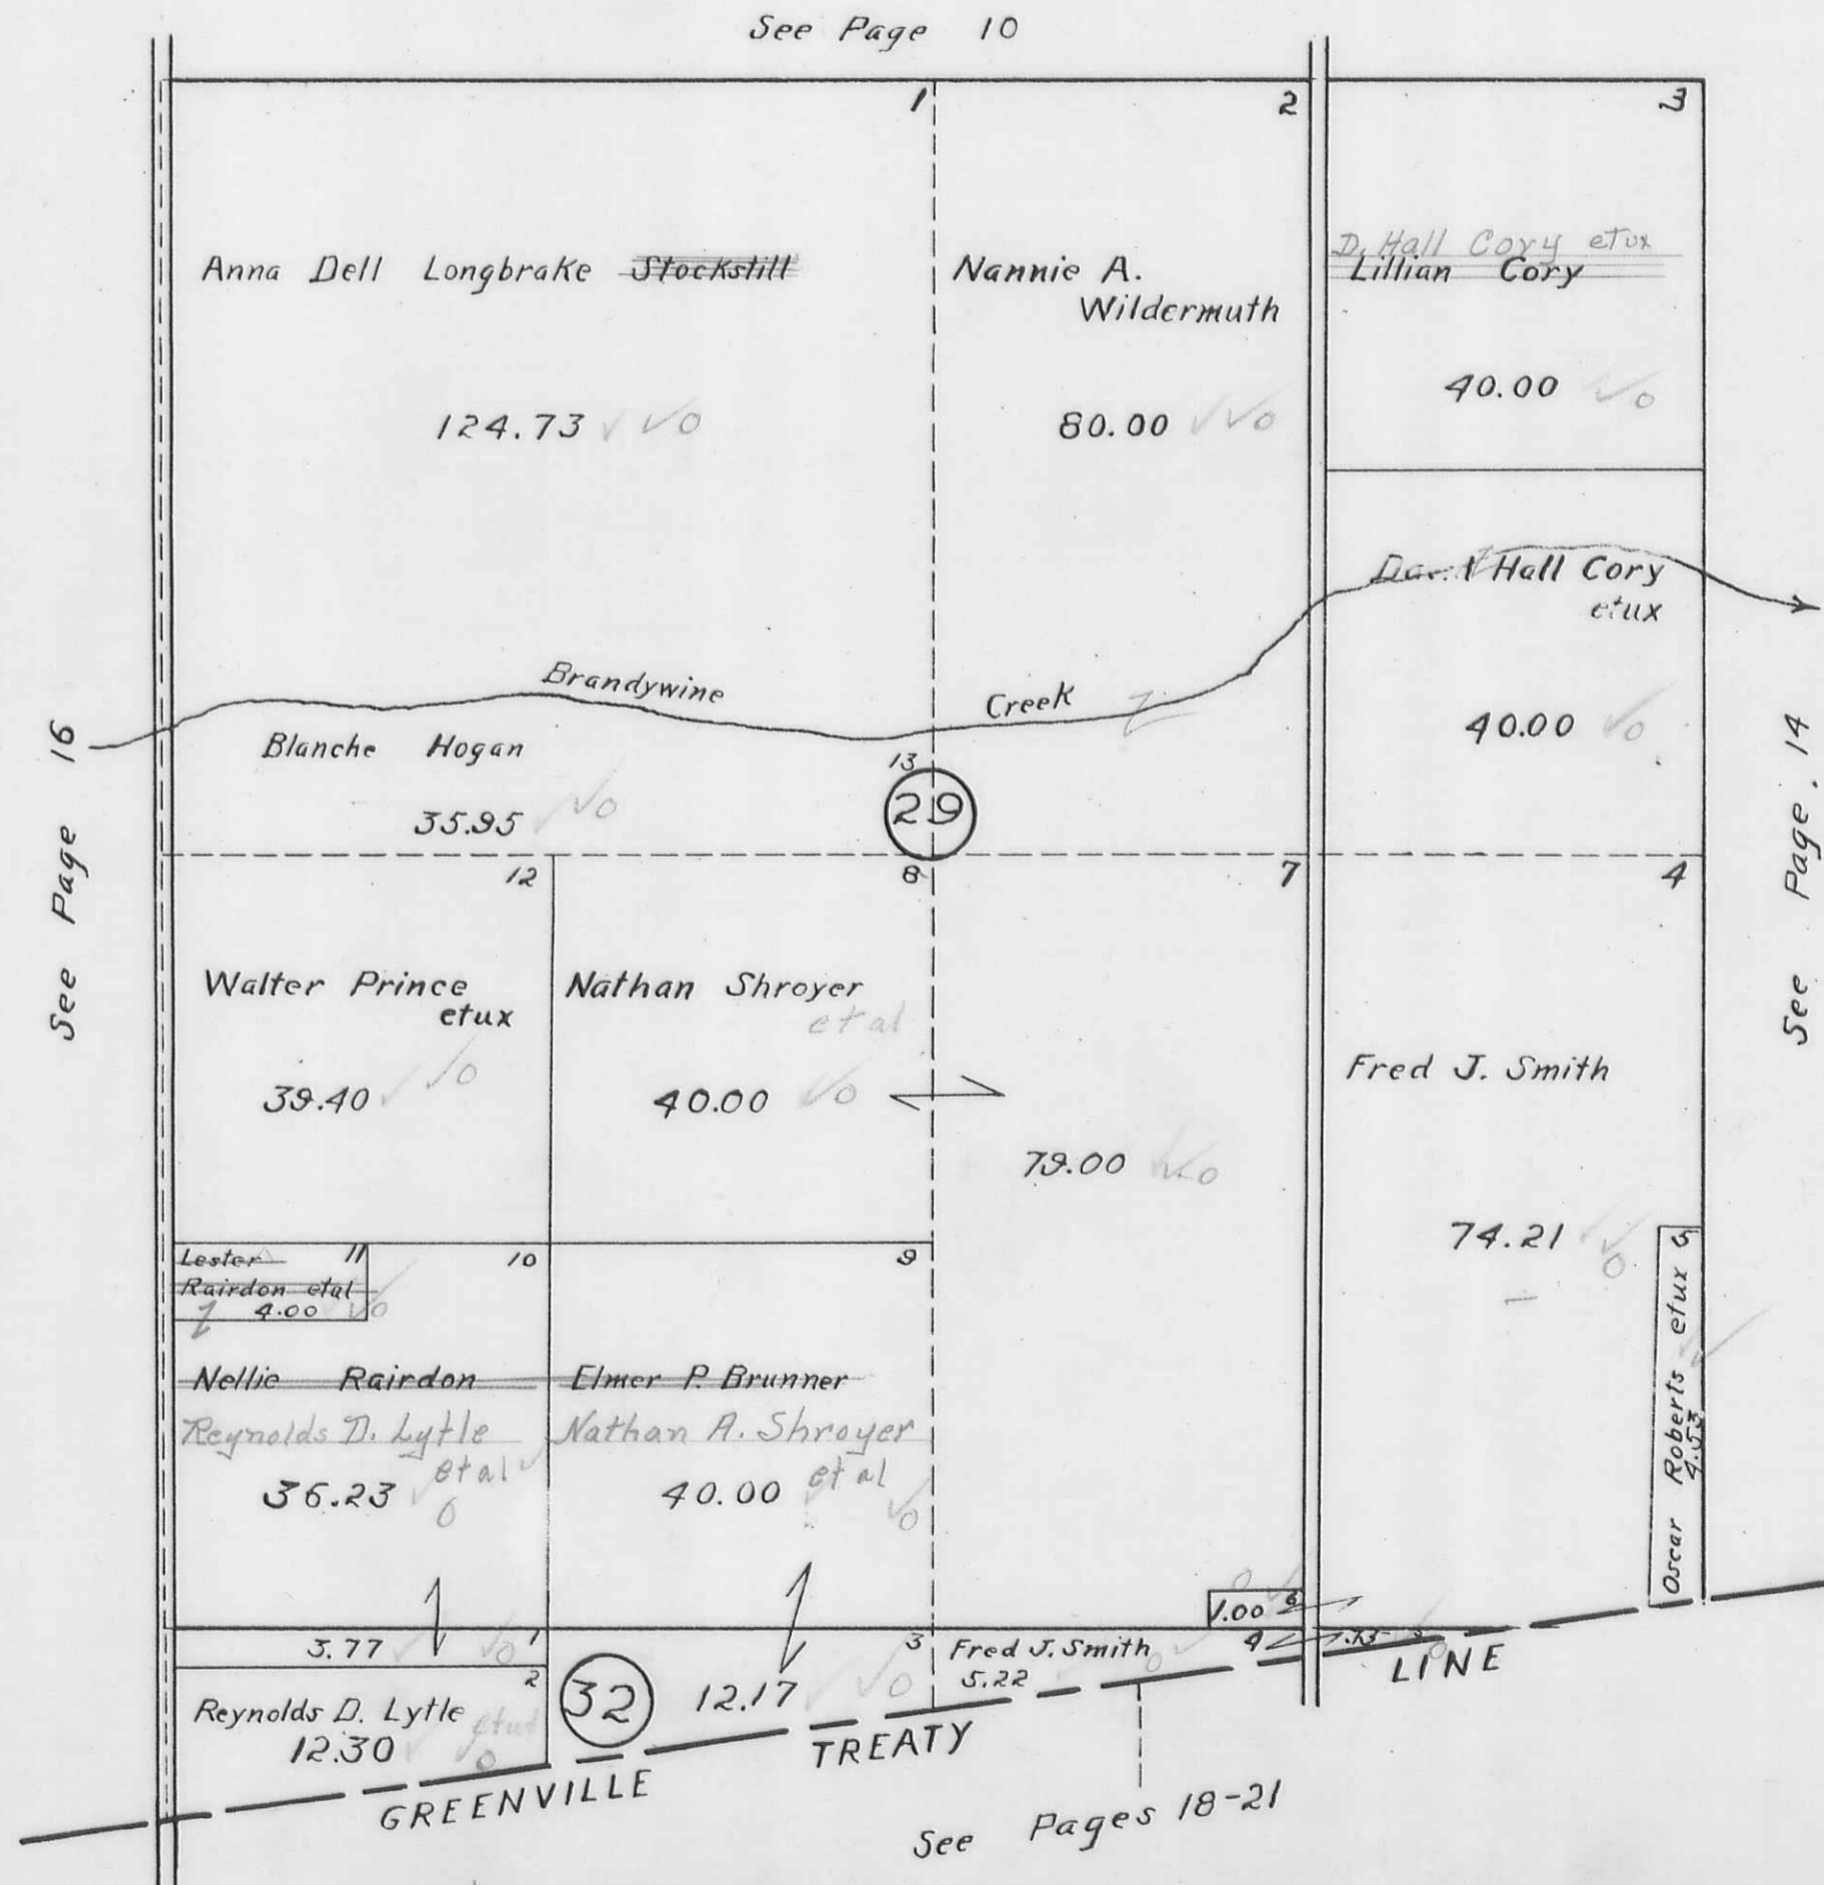 See Page 10
1
2
3
Anna Dell Longbrake Stockstill
124.73
Nannie A.
Wildermuth
80.00
D. Hall Cory etux
Lillian Cory
40.00
Hall Cory
etux
40.00
Brandywine Creek
See Page 16
See Page 14
Blanche Hogan
35.95
13
29
12
8
7
4
Walter Prince
etux
39.40
Nathan Shroyer
et al
40.00
79.00
Fred J. Smith
74.21
Oscar Roberts etux 5
4.53
Lester 11
Rairdon etal
4.00
10
9
Nellie Rairdon
Reynolds D. Lytle
et al
36.23
Elmer P. Brunner
Nathan A. Shroyer
et al
40.00
1.00 6
3.77
1
2
Reynolds D. Lytle etux
12.30
32
12.17
3
Fred J. Smith
5.22
4
.75
GREENVILLE TREATY LINE
See Pages 18-21